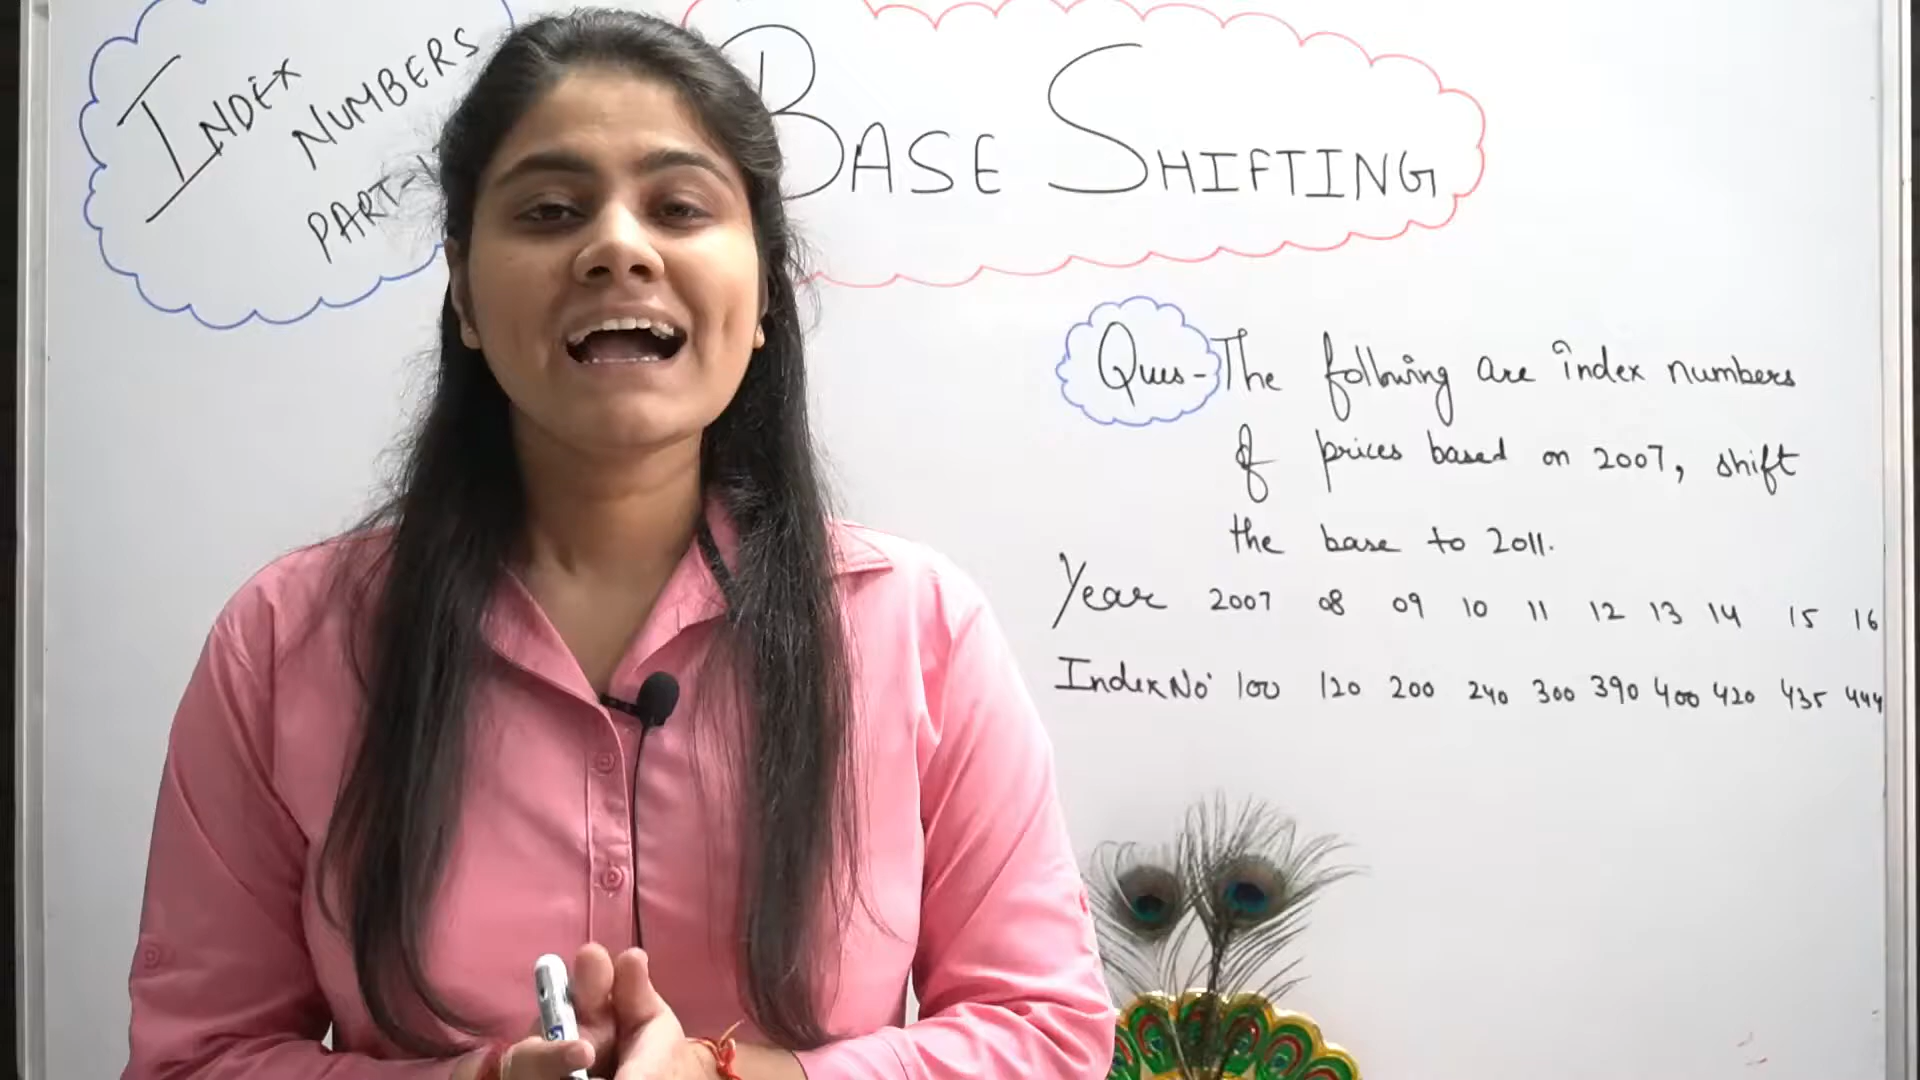 INDEX
NUMBERS
PART-
BASE SHIFTING
Ques - The following are index numbers
of prices based on 2007, shift
the base to 2011.
Year 2007 08 09 10 11 12 13 14 15 16
Index No 100 120 200 240 300 390 400 420 435 444